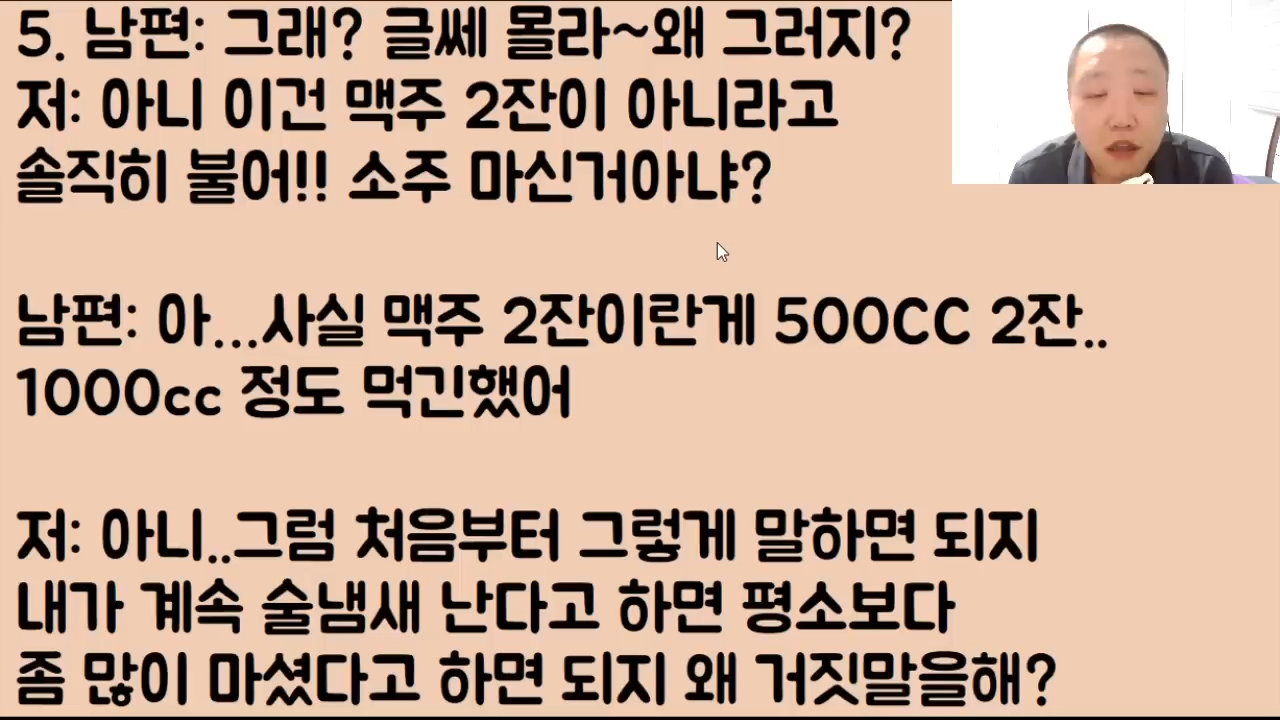 5. 남편: 그래? 글쎄 몰라~왜 그러지?
저: 아니 이건 맥주 2잔이 아니라고
솔직히 불어!! 소주 마신거아냐?
남편: 아...사실 맥주 2잔이란게 500CC 2잔..
1000cc 정도 먹긴했어
저: 아니..그럼 처음부터 그렇게 말하면 되지
내가 계속 술냄새 난다고 하면 평소보다
좀 많이 마셨다고 하면 되지 왜 거짓말을해?